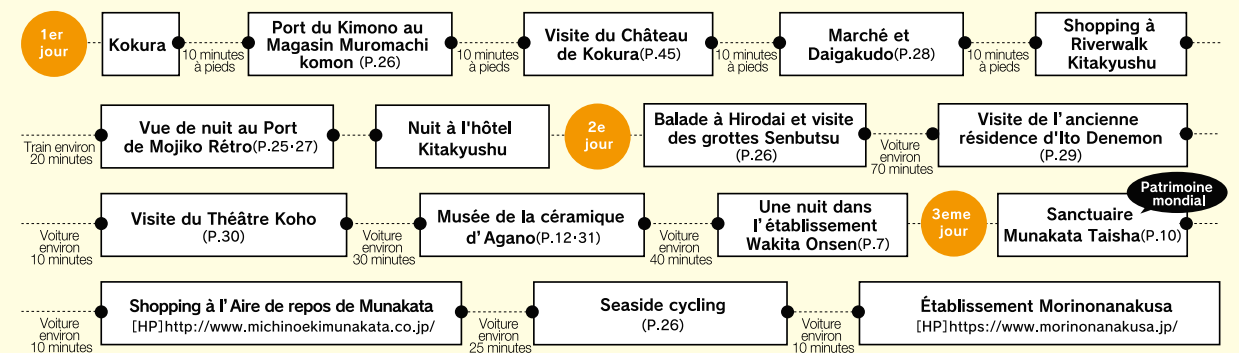 1er
jour
Kokura
10 minutes
à pieds
Port du Kimono au
Magasin Muromachi
komon (P.26)
10 minutes
à pieds
Visite du Château
de Kokura(P.45)
10 minutes
à pieds
Marché et
Daigakudo(P.28)
10 minutes
à pieds
Shopping à
Riverwalk
Kitakyushu
Train environ
20 minutes
Vue de nuit au Port
de Mojiko Rétro(P.25·27)
Nuit à l'hôtel
Kitakyushu
2e
jour
Balade à Hirodai et visite
des grottes Senbutsu
(P.26)
Voiture
environ
70 minutes
Visite de l'ancienne
résidence d'Ito Denemon
(P.29)
Voiture
environ
10 minutes
Visite du Théâtre Koho
(P.30)
Voiture
environ
30 minutes
Musée de la céramique
d'Agano(P.12·31)
Voiture
environ
40 minutes
Une nuit dans
l'établissement
Wakita Onsen(P.7)
3eme
jour
Patrimoine
mondial
Sanctuaire
Munakata Taisha(P.10)
Voiture
environ
10 minutes
Shopping à l'Aire de repos de Munakata
[HP]http://www.michinoekimunakata.co.jp/
Voiture
environ
25 minutes
Seaside cycling
(P.26)
Voiture
environ
10 minutes
Établissement Morinonanakusa
[HP]https://www.morinonanakusa.jp/